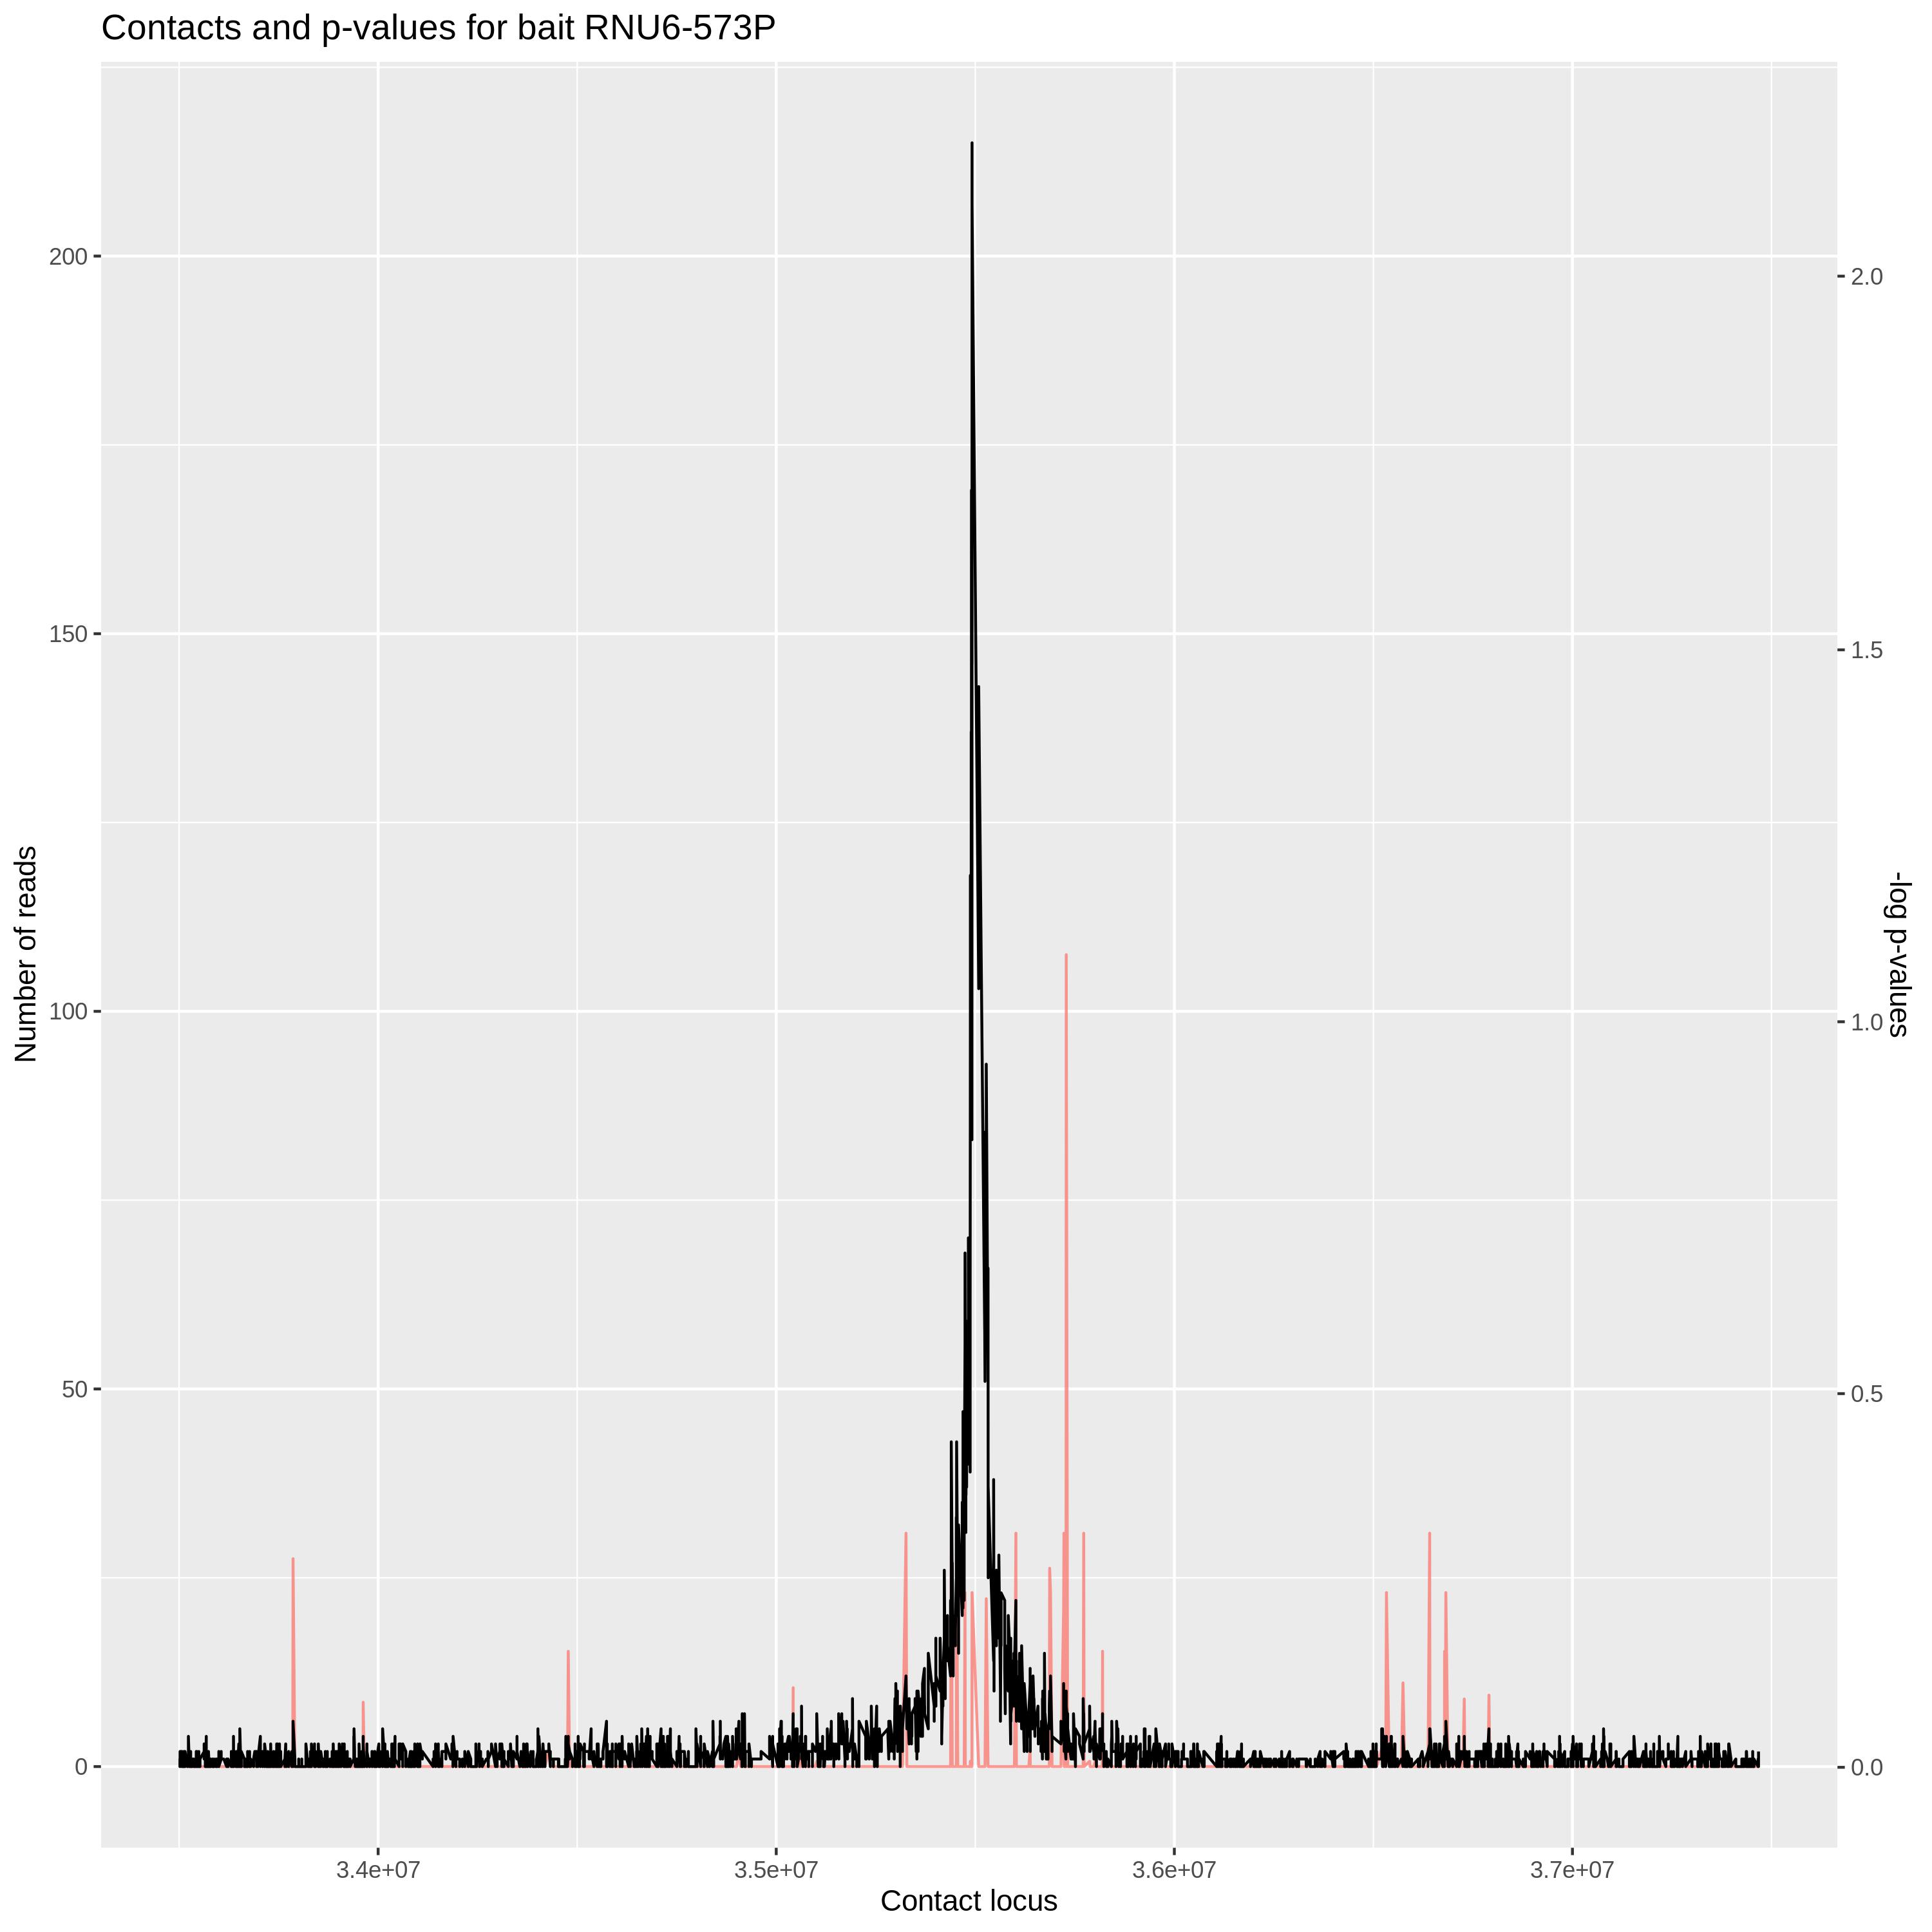 Contacts and p-values for bait RNU6-573P
200
150
100
50
0
Number of reads
2.0
1.5
1.0
0.5
0.0
-log p-values
3.4e+07
3.5e+07
3.6e+07
3.7e+07
Contact locus